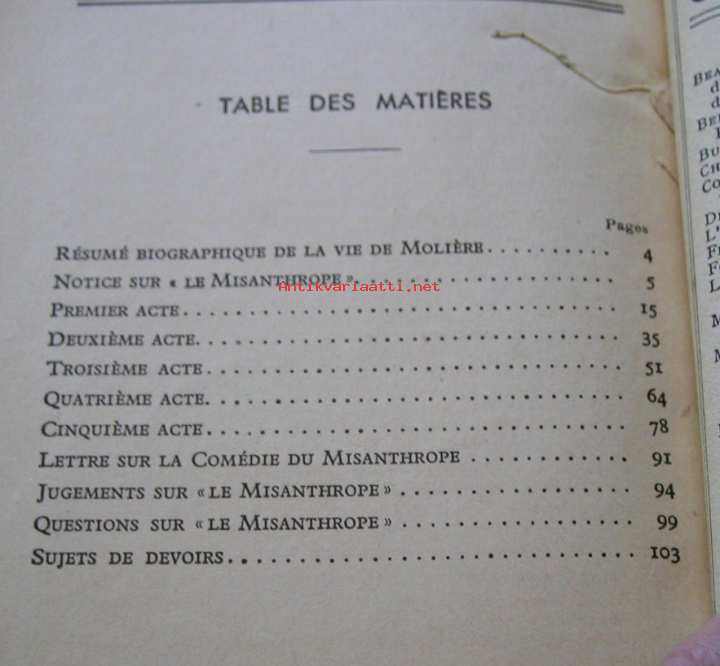 TABLE DES MATIÈRES
Pages
RÉSUMÉ BIOGRAPHIQUE DE LA VIE DE MOLIÈRE.......... 4
NOTICE SUR « LE MISANTHROPE ».................. 5
PREMIER ACTE.............................. 15
DEUXIÈME ACTE............................. 35
TROISIÈME ACTE............................ 51
QUATRIÈME ACTE............................ 64
CINQUIÈME ACTE............................ 78
LETTRE SUR LA COMÉDIE DU MISANTHROPE ............ 91
JUGEMENTS SUR « LE MISANTHROPE » ................ 94
QUESTIONS SUR « LE MISANTHROPE » ................ 99
SUJETS DE DEVOIRS........................... 103
Antikvariaatti.net